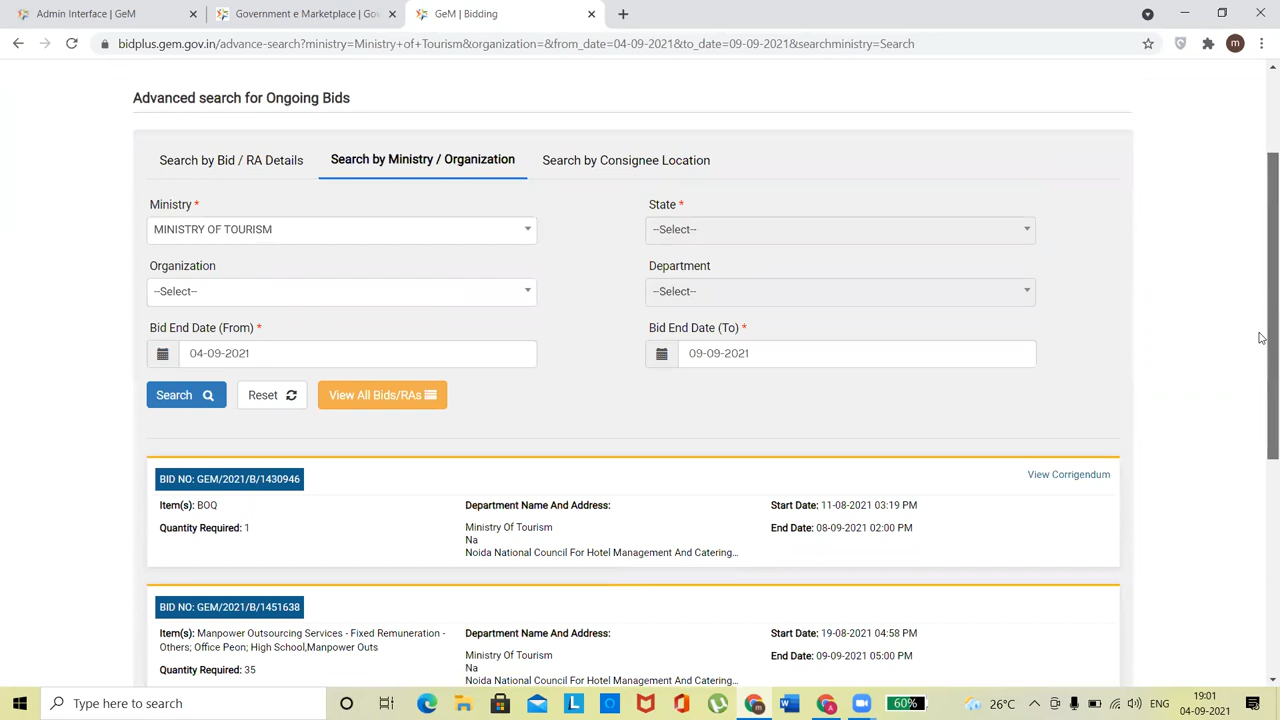 Admin Interface | GeM
Government e Marketplace | Go
GeM | Bidding
bidplus.gem.gov.in/advance-search?ministry=Ministry+of+Tourism&organization=&from_date=04-09-2021&to_date=09-09-2021&searchministry=Search
m
Advanced search for Ongoing Bids
Search by Bid / RA Details
Search by Ministry / Organization
Search by Consignee Location
Ministry *
State *
MINISTRY OF TOURISM
--Select--
Organization
Department
--Select--
--Select--
Bid End Date (From) *
Bid End Date (To) *
04-09-2021
09-09-2021
Search
Reset
View All Bids/RAs
BID NO: GEM/2021/B/1430946
View Corrigendum
Item(s): BOQ
Quantity Required: 1
Department Name And Address:
Ministry Of Tourism
Na
Noida National Council For Hotel Management And Catering...
Start Date: 11-08-2021 03:19 PM
End Date: 08-09-2021 02:00 PM
BID NO: GEM/2021/B/1451638
Item(s): Manpower Outsourcing Services - Fixed Remuneration -
Others; Office Peon; High School,Manpower Outs
Quantity Required: 35
Department Name And Address:
Ministry Of Tourism
Na
Noida National Council For Hotel Management And Catering...
Start Date: 19-08-2021 04:58 PM
End Date: 09-09-2021 05:00 PM
Type here to search
60%
26°C
ENG
19:01
04-09-2021